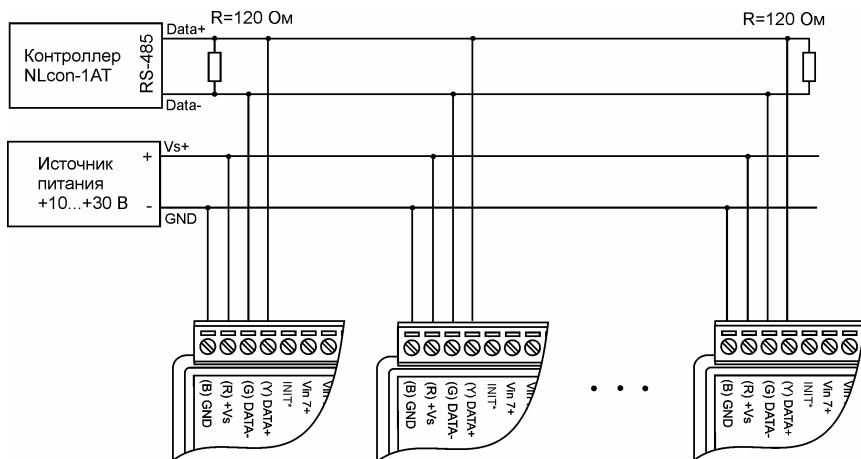 R=120 Ом
R=120 Ом
Data+
Контроллер
NLcon-1AT
RS-485
Data-
Vs+
Источник
питания
+10...+30 В
+
-
GND
(B) GND
(R) +Vs
(G) DATA-
(Y) DATA+
INIT*
Vin 7+
(B) GND
(R) +Vs
(G) DATA-
(Y) DATA+
INIT*
Vin 7+
• • •
(B) GND
(R) +Vs
(G) DATA-
(Y) DATA+
INIT*
Vin 7+